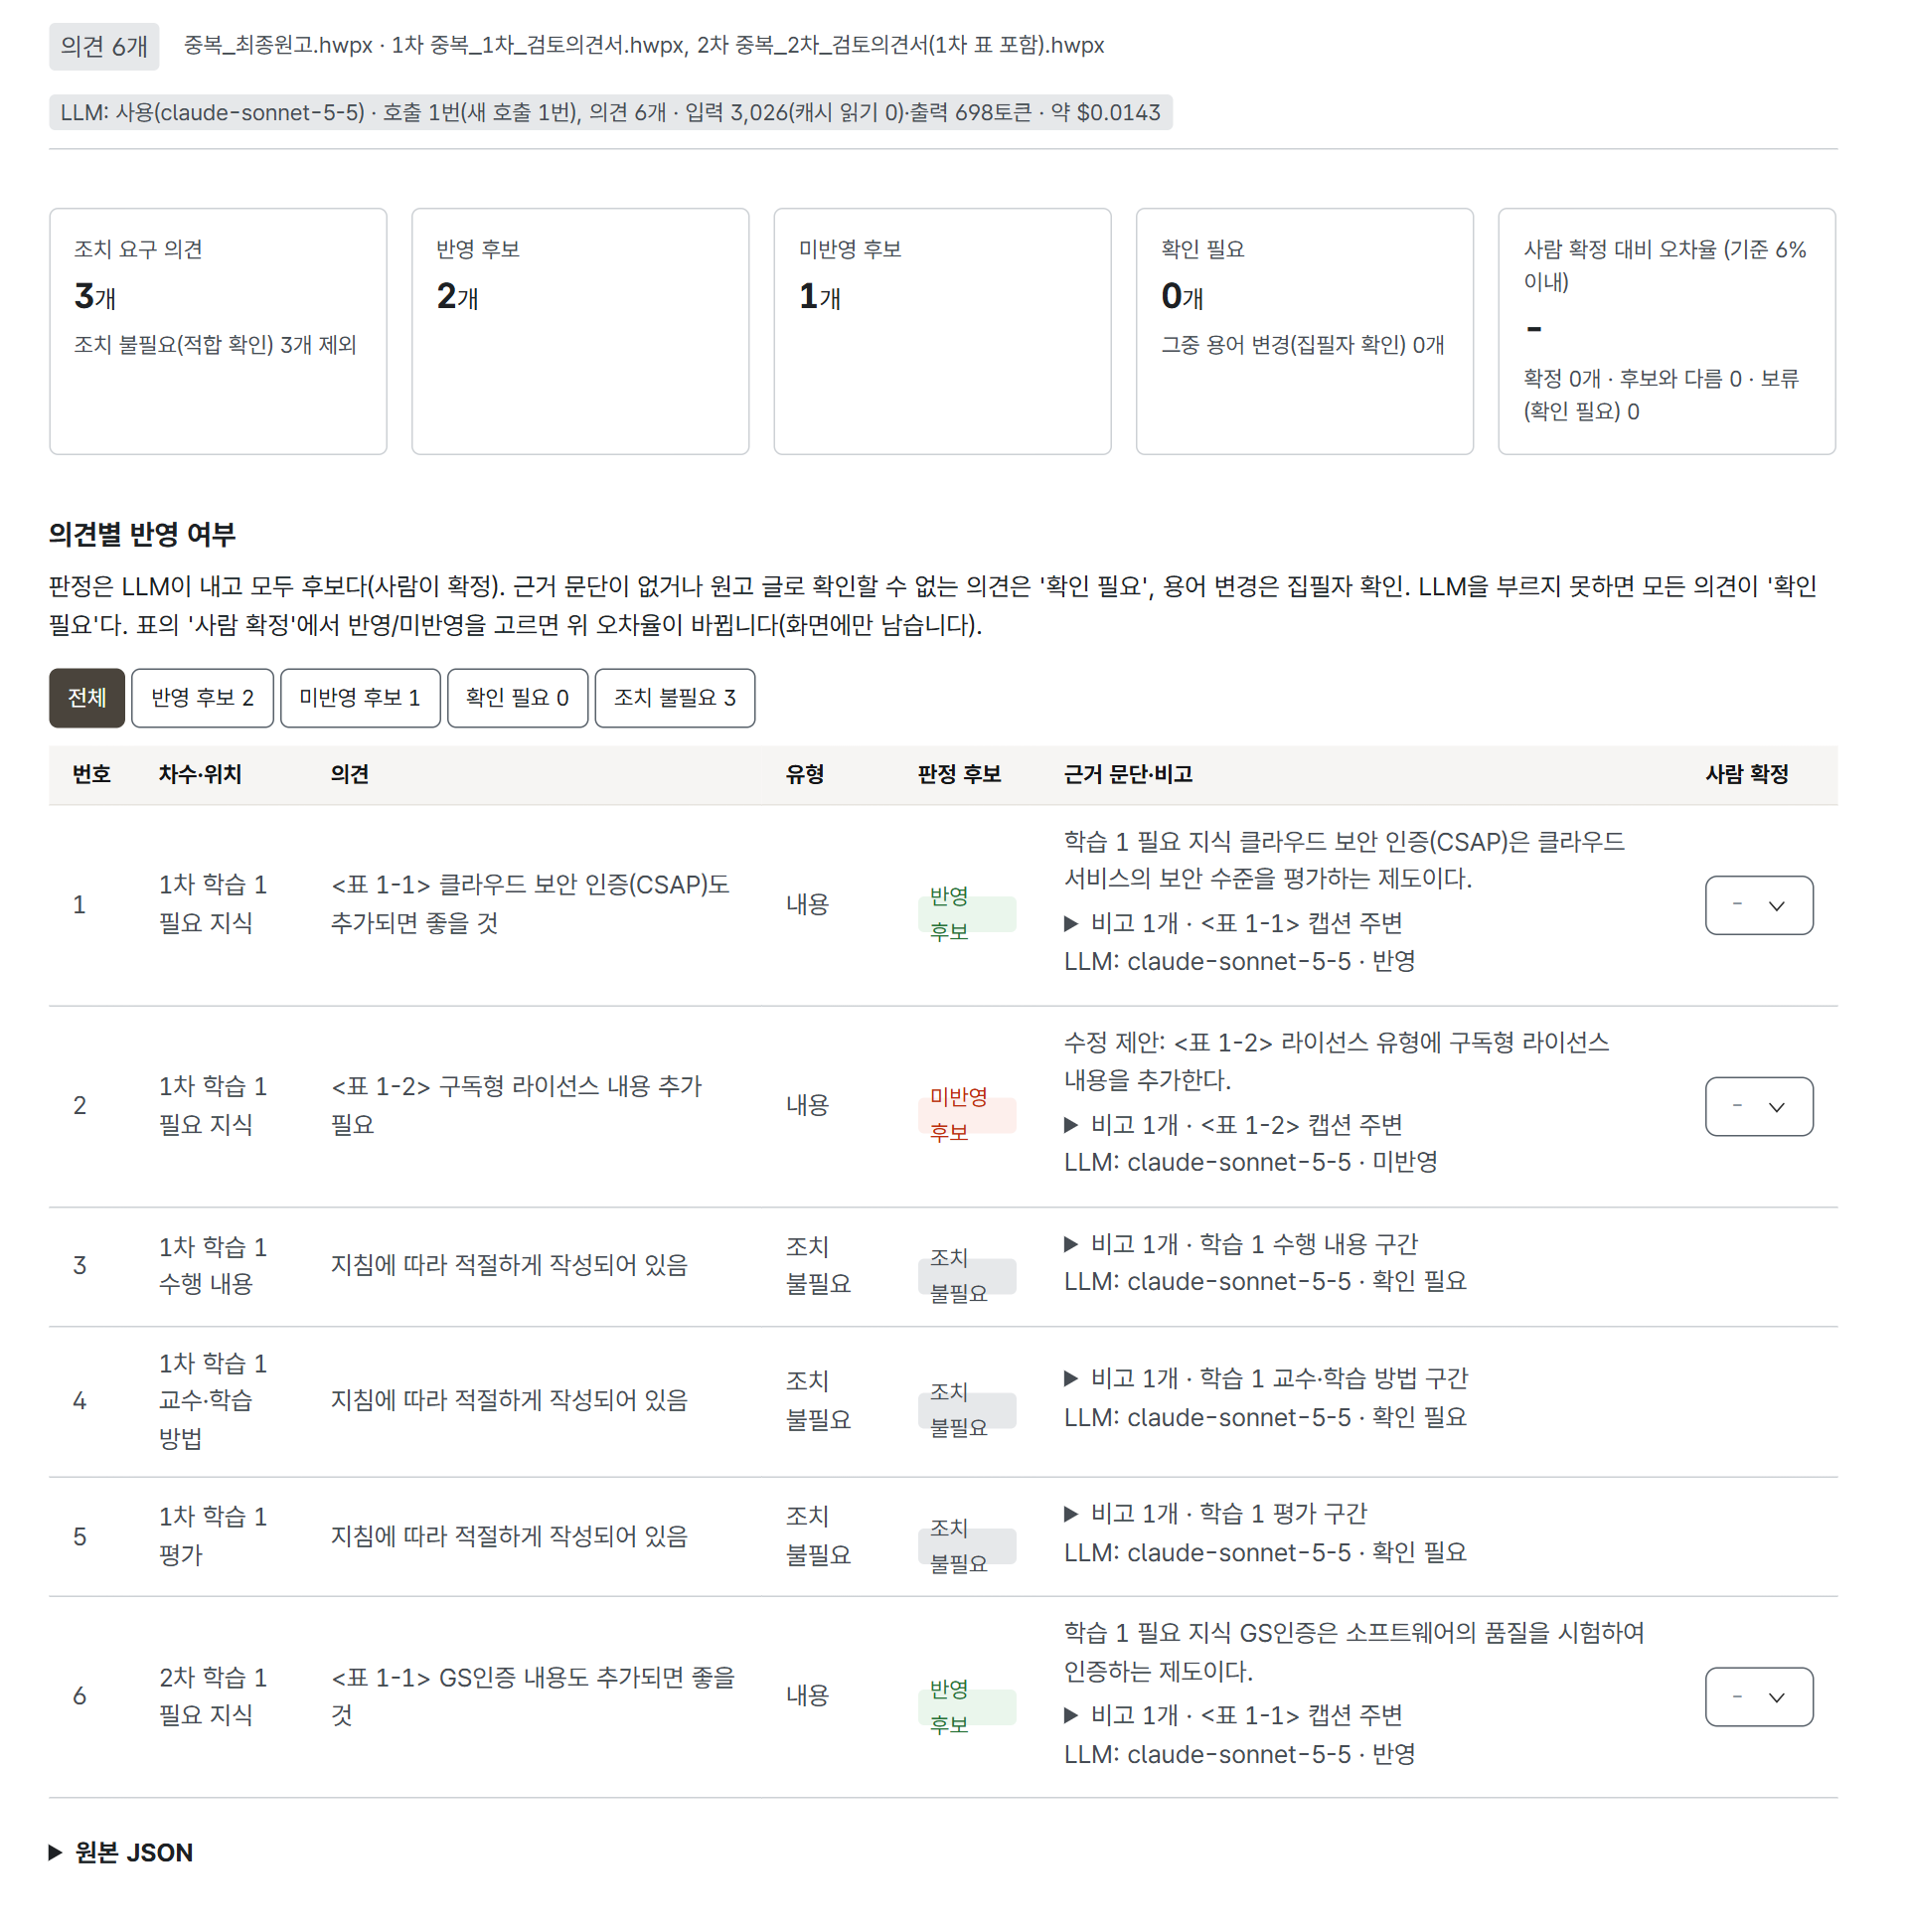 의견 6개 중복_최종원고.hwpx · 1차 중복_1차_검토의견서.hwpx, 2차 중복_2차_검토의견서(1차 표 포함).hwpx
LLM: 사용(claude-sonnet-5-5) · 호출 1번(새 호출 1번), 의견 6개 · 입력 3,026(캐시 읽기 0)·출력 698토큰 · 약 $0.0143
조치 요구 의견
3개
조치 불필요(적합 확인) 3개 제외
반영 후보
2개
미반영 후보
1개
확인 필요
0개
그중 용어 변경(집필자 확인) 0개
사람 확정 대비 오차율 (기준 6%
이내)
-
확정 0개 · 후보와 다름 0 · 보류
(확인 필요) 0
의견별 반영 여부
판정은 LLM이 내고 모두 후보다(사람이 확정). 근거 문단이 없거나 원고 글로 확인할 수 없는 의견은 '확인 필요', 용어 변경은 집필자 확인. LLM을 부르지 못하면 모든 의견이 '확인
필요'다. 표의 '사람 확정'에서 반영/미반영을 고르면 위 오차율이 바뀝니다(화면에만 남습니다).
전체 반영 후보 2 미반영 후보 1 확인 필요 0 조치 불필요 3
번호 차수·위치 의견 유형 판정 후보 근거 문단·비고 사람 확정
1
1차 학습 1
필요 지식
<표 1-1> 클라우드 보안 인증(CSAP)도
추가되면 좋을 것
내용
반영
후보
학습 1 필요 지식 클라우드 보안 인증(CSAP)은 클라우드
서비스의 보안 수준을 평가하는 제도이다.
▶ 비고 1개 · <표 1-1> 캡션 주변
LLM: claude-sonnet-5-5 · 반영
-
2
1차 학습 1
필요 지식
<표 1-2> 구독형 라이선스 내용 추가
필요
내용
미반영
후보
수정 제안: <표 1-2> 라이선스 유형에 구독형 라이선스
내용을 추가한다.
▶ 비고 1개 · <표 1-2> 캡션 주변
LLM: claude-sonnet-5-5 · 미반영
-
3
1차 학습 1
수행 내용
지침에 따라 적절하게 작성되어 있음
조치
불필요
조치
불필요
▶ 비고 1개 · 학습 1 수행 내용 구간
LLM: claude-sonnet-5-5 · 확인 필요
4
1차 학습 1
교수·학습
방법
지침에 따라 적절하게 작성되어 있음
조치
불필요
조치
불필요
▶ 비고 1개 · 학습 1 교수·학습 방법 구간
LLM: claude-sonnet-5-5 · 확인 필요
5
1차 학습 1
평가
지침에 따라 적절하게 작성되어 있음
조치
불필요
조치
불필요
▶ 비고 1개 · 학습 1 평가 구간
LLM: claude-sonnet-5-5 · 확인 필요
6
2차 학습 1
필요 지식
<표 1-1> GS인증 내용도 추가되면 좋을
것
내용
반영
후보
학습 1 필요 지식 GS인증은 소프트웨어의 품질을 시험하여
인증하는 제도이다.
▶ 비고 1개 · <표 1-1> 캡션 주변
LLM: claude-sonnet-5-5 · 반영
-
▶ 원본 JSON